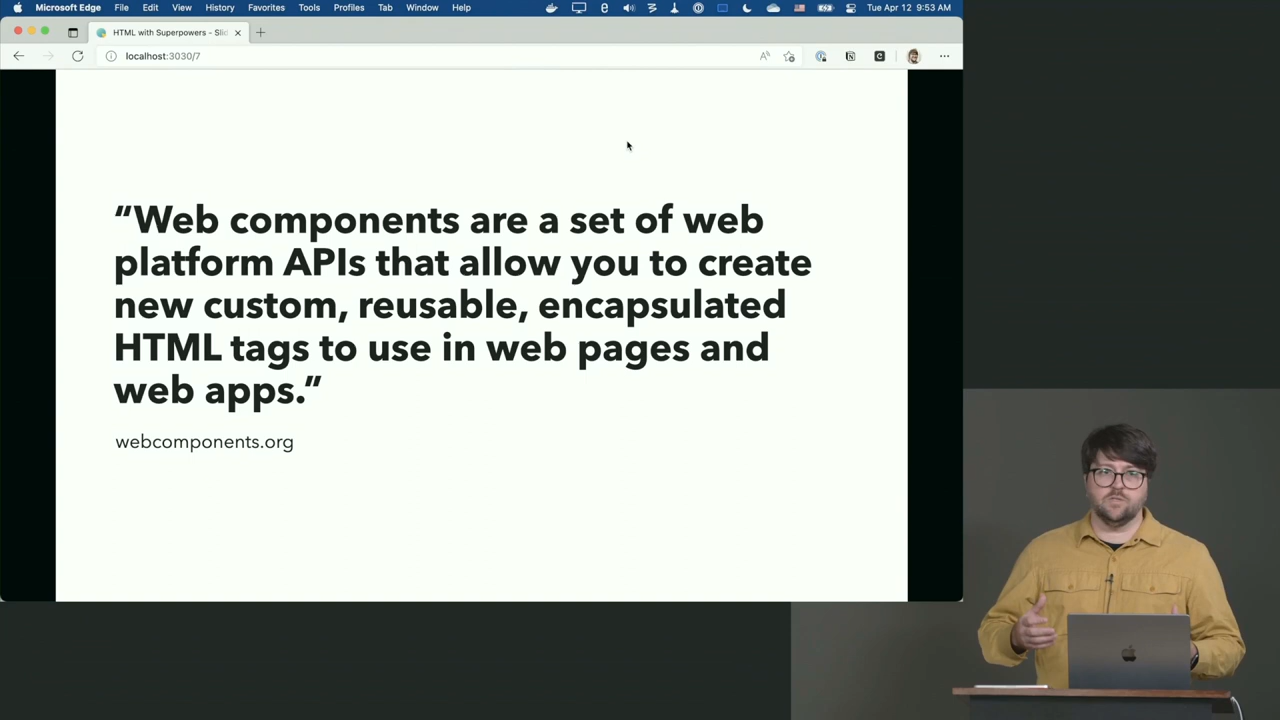 Microsoft Edge File Edit View History Favorites Tools Profiles Tab Window Help Tue Apr 12 9:53 AM
HTML with Superpowers - Slid
localhost:3030/7
“Web components are a set of web
platform APIs that allow you to create
new custom, reusable, encapsulated
HTML tags to use in web pages and
web apps.”
webcomponents.org